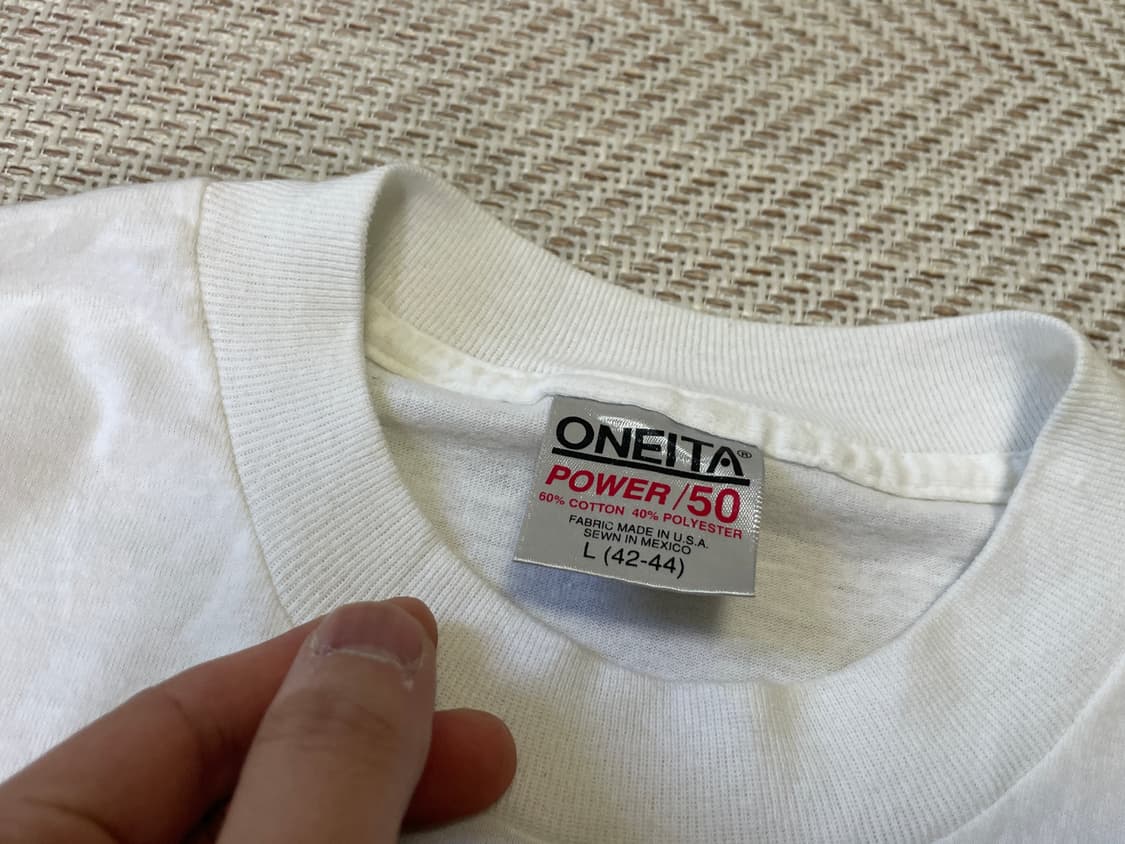 ONEITA®
POWER/50
60% COTTON 40% POLYESTER
FABRIC MADE IN U.S.A.
SEWN IN MEXICO
L (42-44)